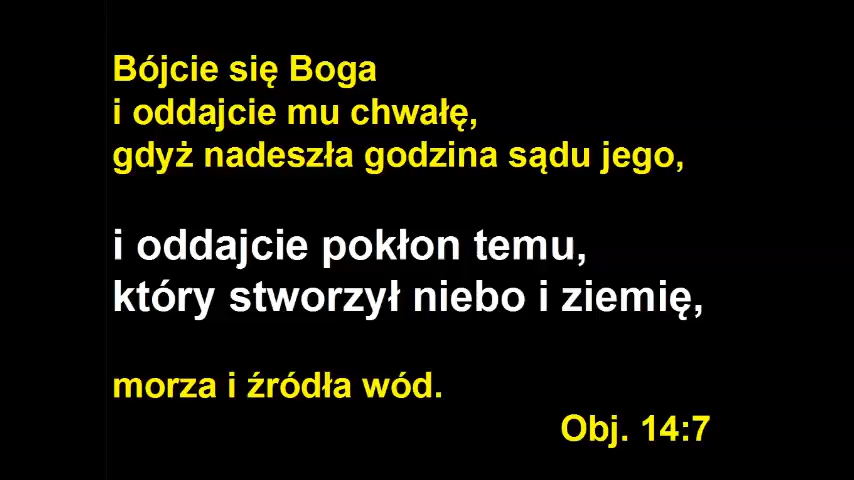 Bójcie się Boga
i oddajcie mu chwałę,
gdyż nadeszła godzina sądu jego,
i oddajcie pokłon temu,
który stworzył niebo i ziemię,
morza i źródła wód.
Obj. 14:7